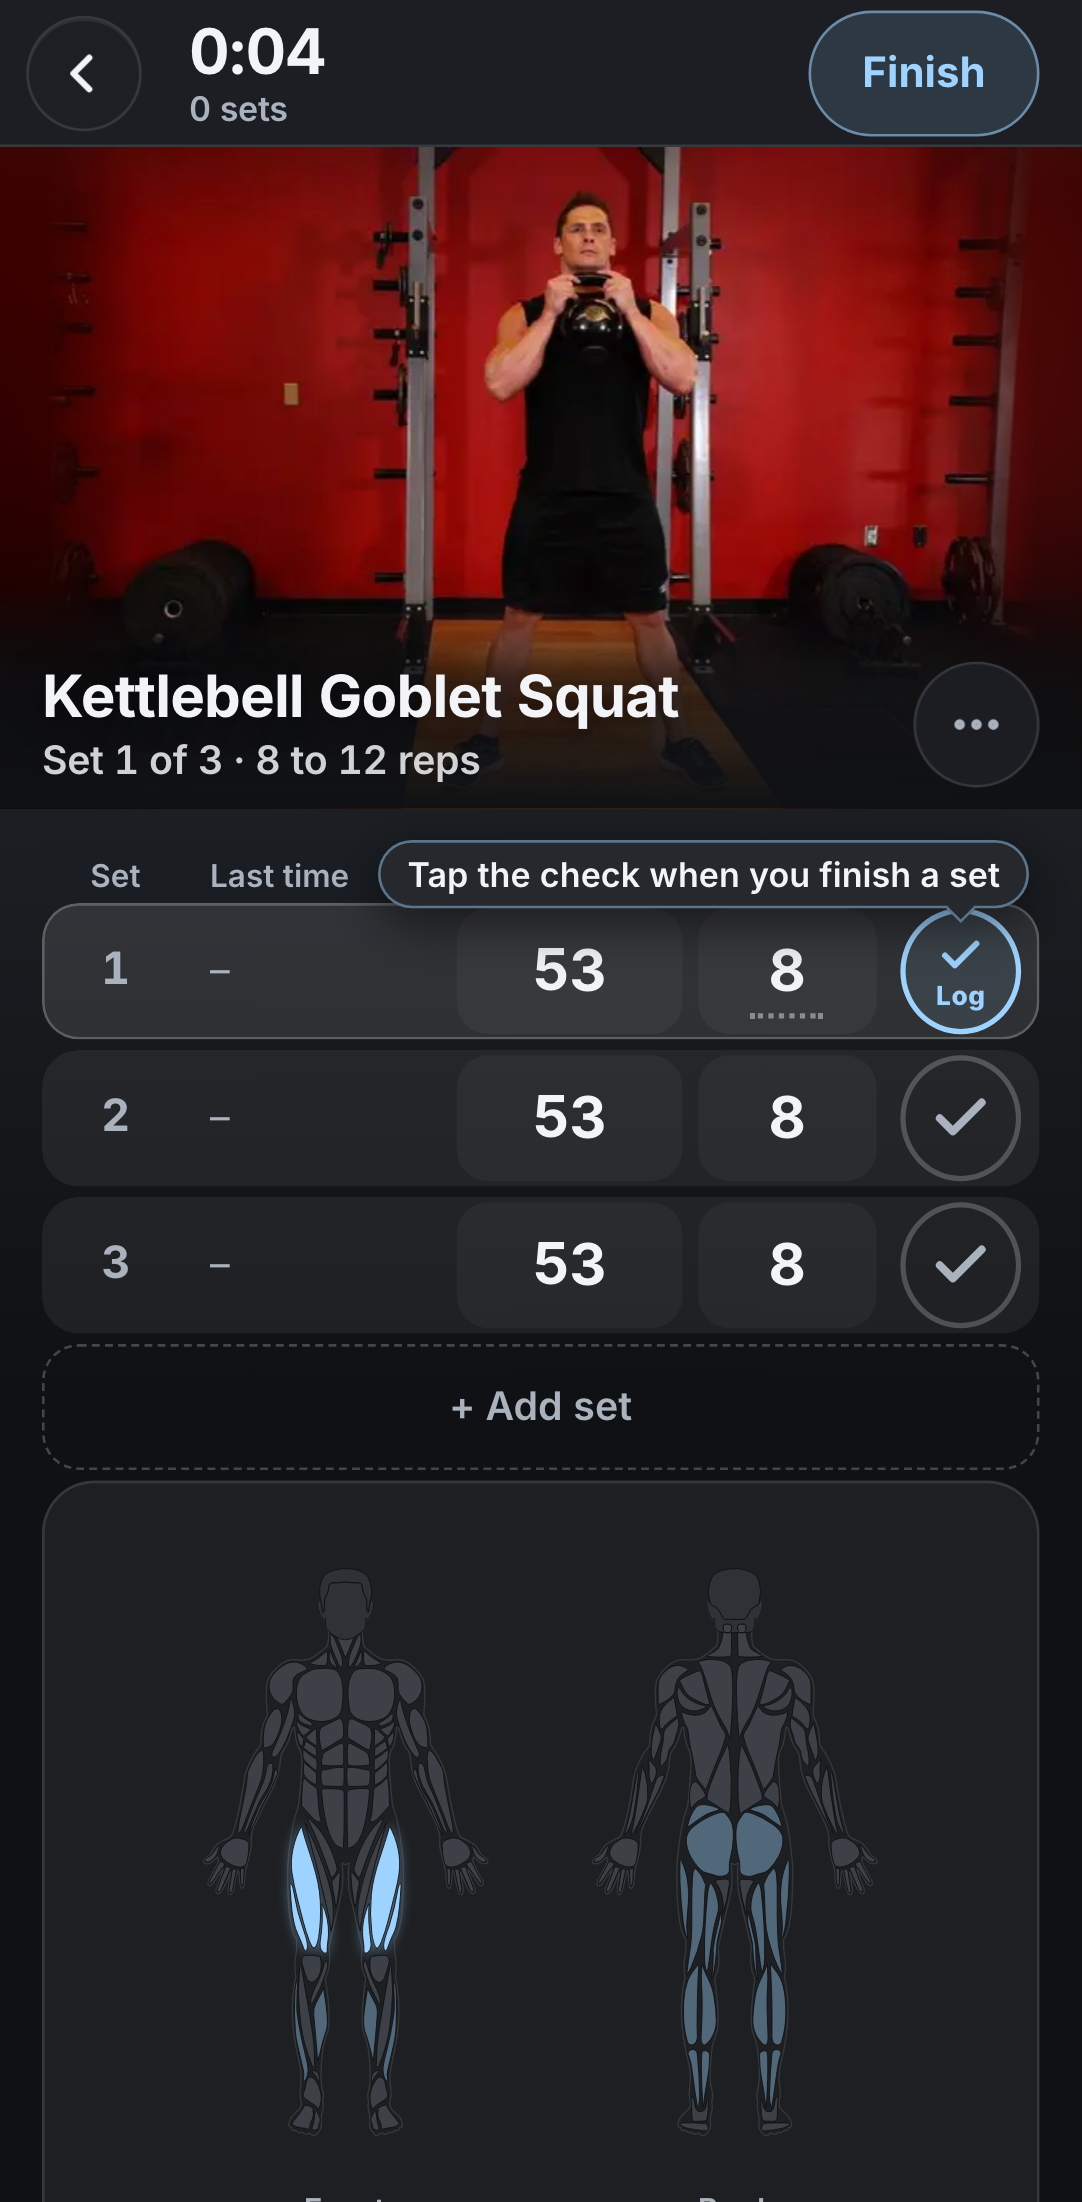 0:04
0 sets
Finish
Kettlebell Goblet Squat
Set 1 of 3 · 8 to 12 reps
Set Last time Tap the check when you finish a set
1 – 53 8 Log
2 – 53 8
3 – 53 8
+ Add set